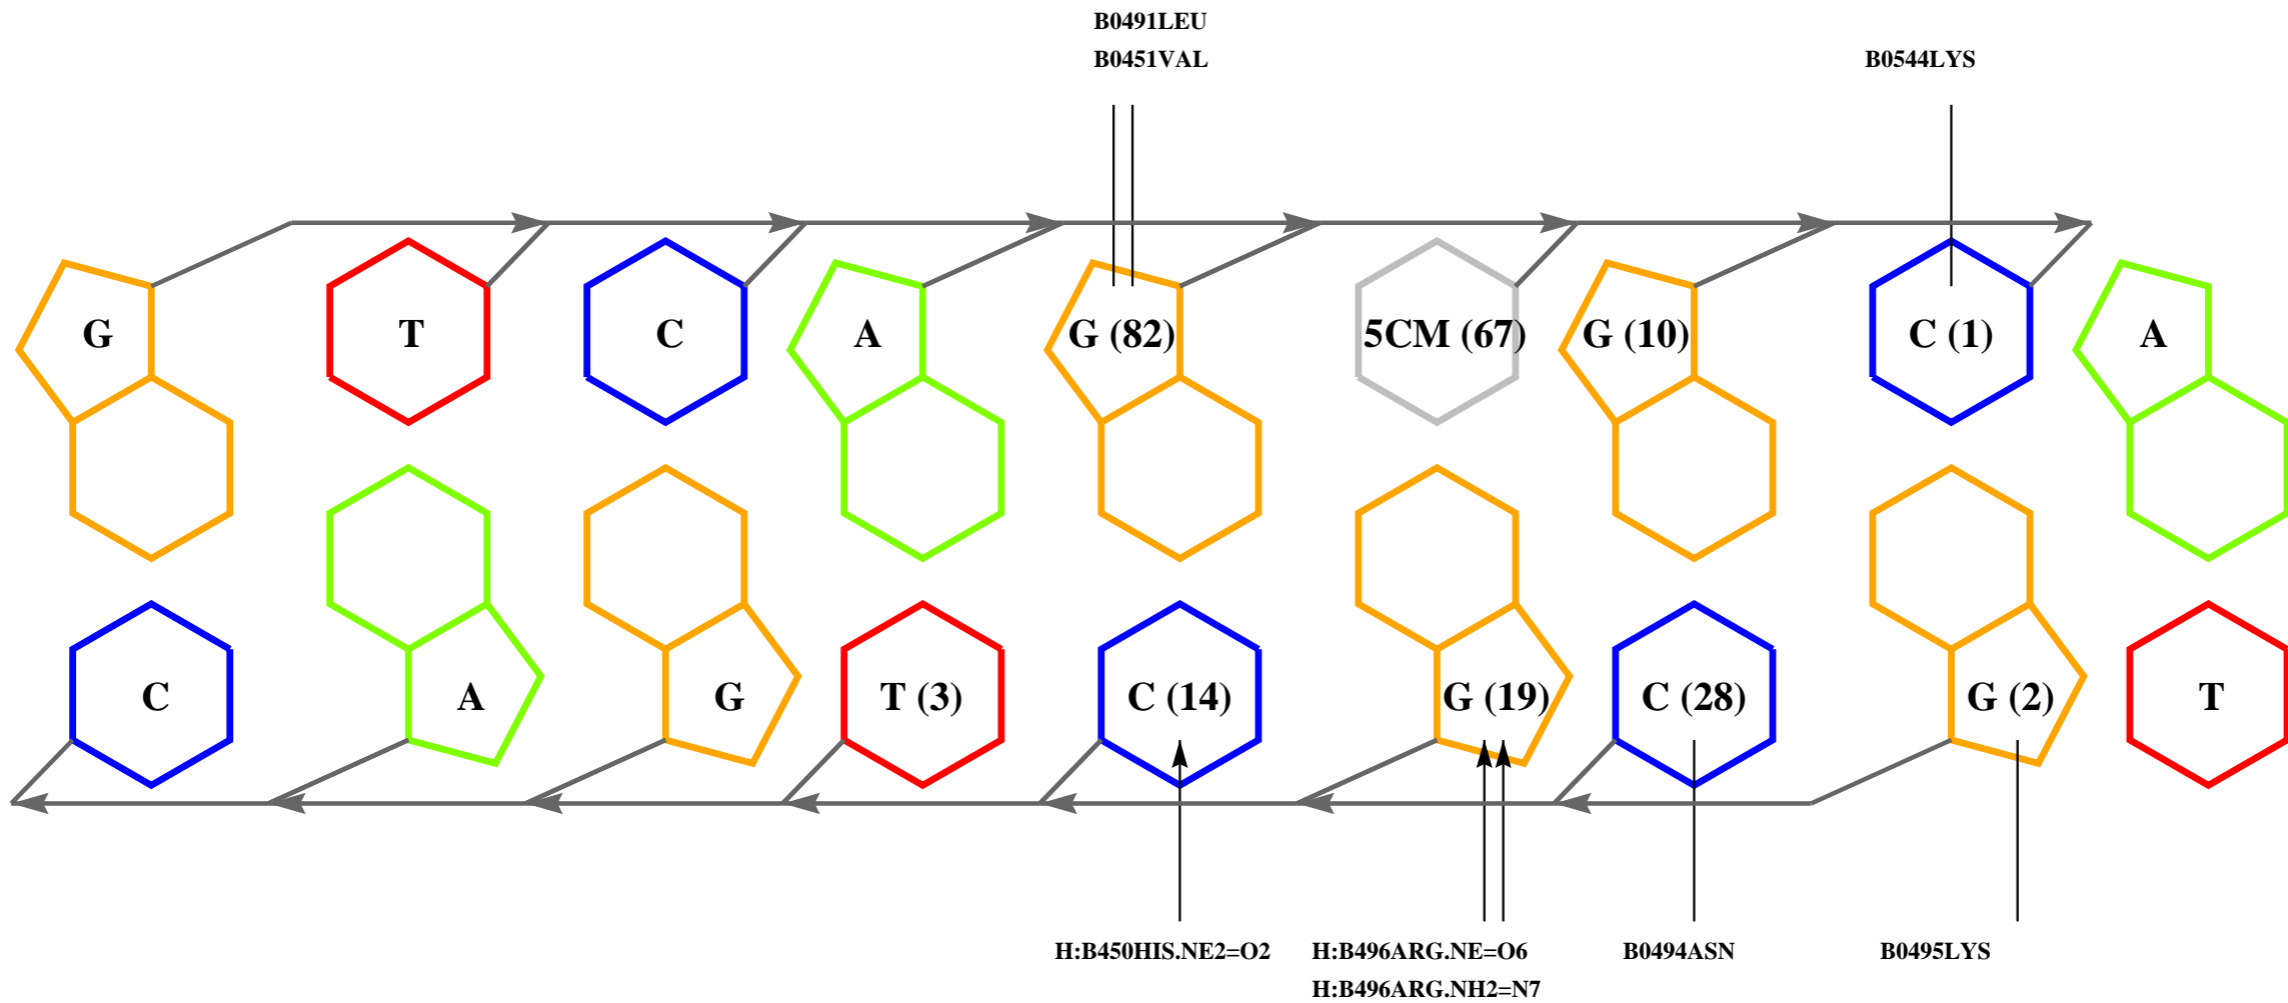 B0491LEU
B0451VAL B0544LYS
G T C A G (82) 5CM (67) G (10) C (1) A
C A G T (3) C (14) G (19) C (28) G (2) T
H:B450HIS.NE2=O2 H:B496ARG.NE=O6 B0494ASN B0495LYS
H:B496ARG.NH2=N7